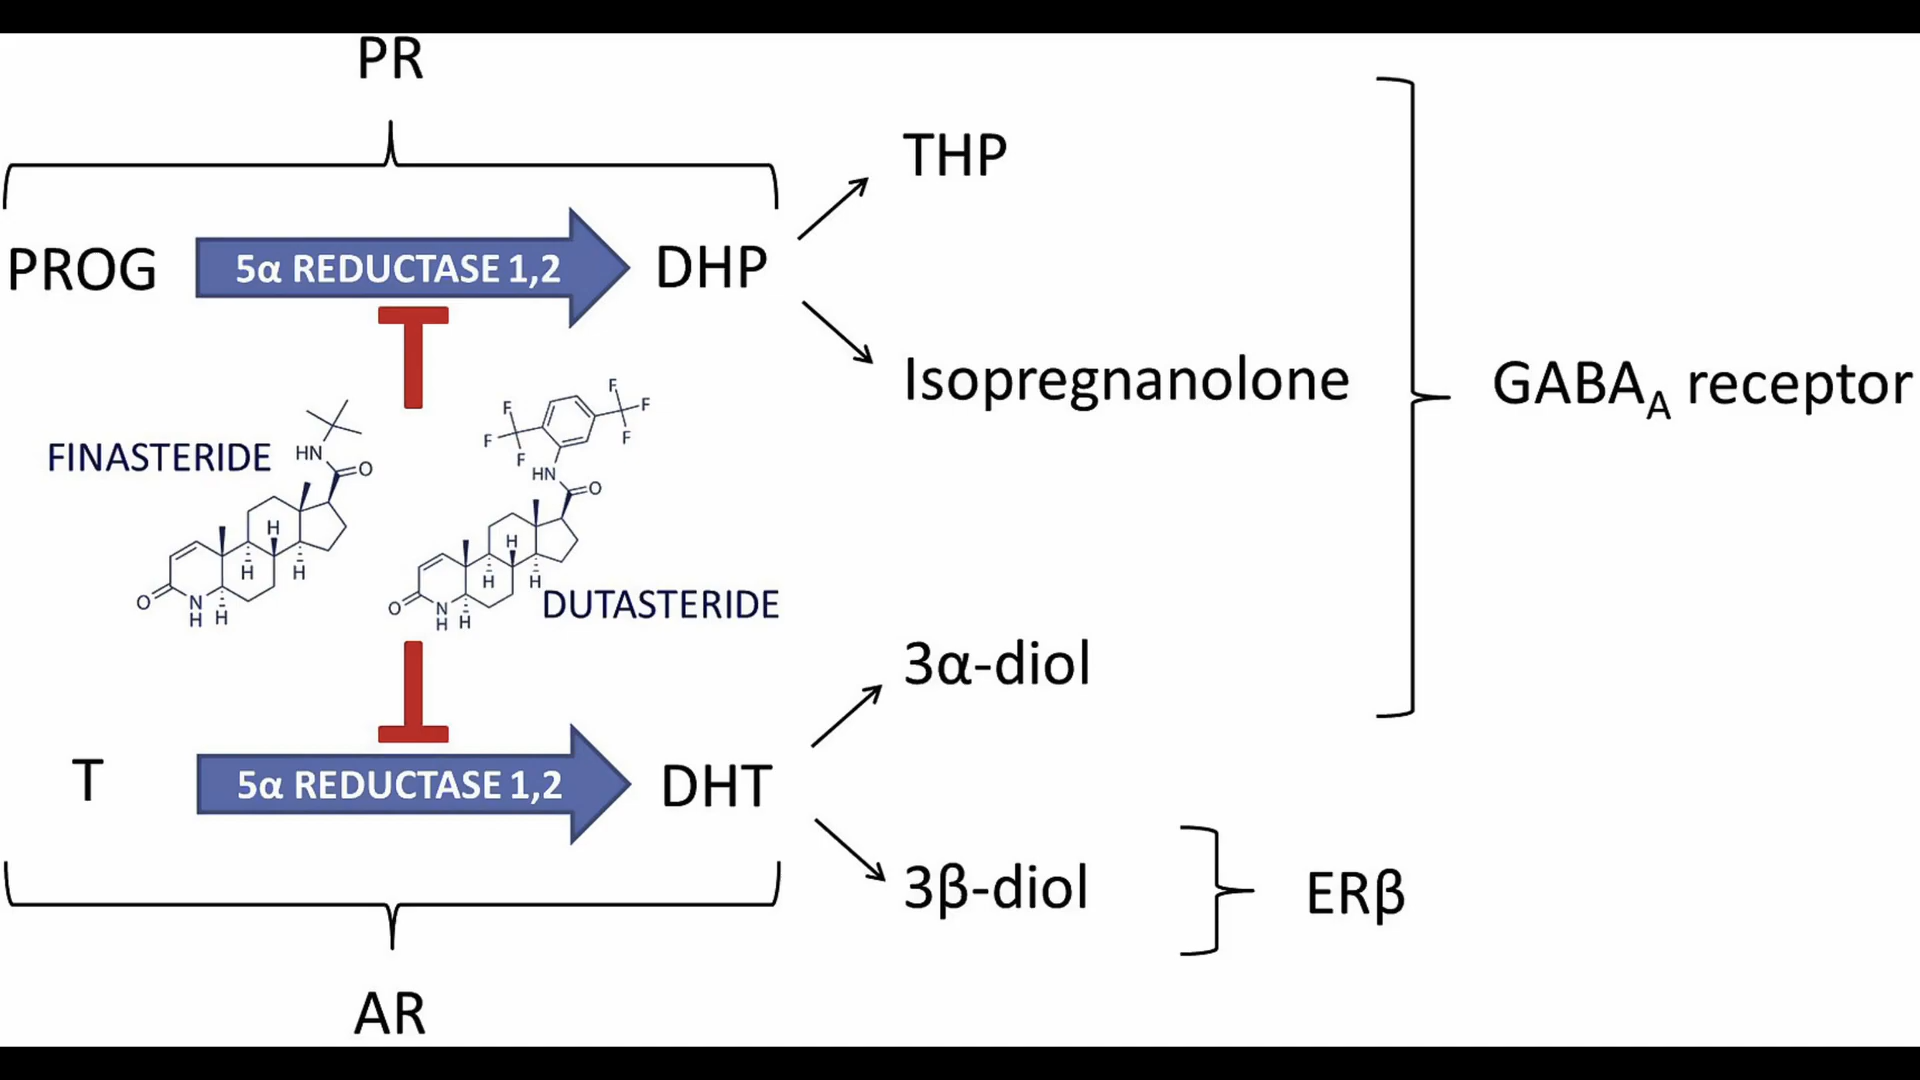 PR
THP
PROG
5α REDUCTASE 1,2
DHP
Isopregnanolone
GABAA receptor
FINASTERIDE
HN
O
H
H
H
O
N
H
H
F
F
F
F
F
F
HN
O
H
H
H
O
N
H
H
DUTASTERIDE
3α-diol
T
5α REDUCTASE 1,2
DHT
3β-diol
ERβ
AR